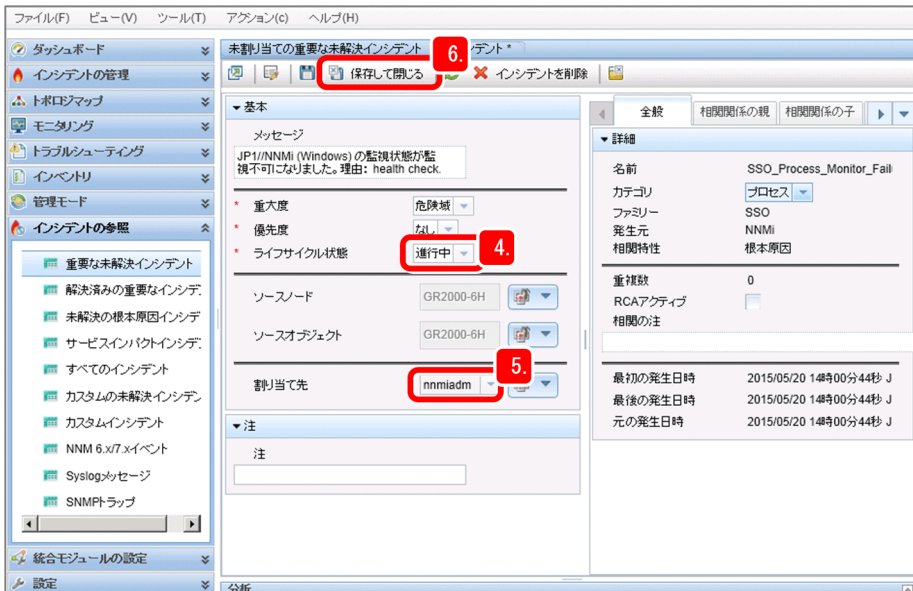 ファイル(F) ビュー(V) ツール(T) アクション(c) ヘルプ(H)
ダッシュボード
インシデントの管理
トポロジマップ
モニタリング
トラブルシューティング
インベントリ
管理モード
インシデントの参照
重要な未解決インシデント
解決済みの重要なインシデ
未解決の根本原因インシデ
サービスインパクトインシデ
すべてのインシデント
カスタムの未解決インシデン
カスタムインシデント
NNM 6.x/7.xイベント
Syslogメッセージ
SNMPトラップ
統合モジュールの設定
設定
未割り当ての重要な未解決インシデント デント *
6.
保存して閉じる インシデントを削除
基本
メッセージ
JP1//NNMi (Windows) の監視状態が監
視不可になりました。理由: health check.
* 重大度 危険域
* 優先度 なし
* ライフサイクル状態 進行中
4.
ソースノード GR2000-6H
ソースオブジェクト GR2000-6H
5.
割り当て先 nnmiadm
注
注
分析
全般 相関関係の親 相関関係の子
詳細
名前 SSO_Process_Monitor_Fail
カテゴリ プロセス
ファミリー SSO
発生元 NNMi
相関特性 根本原因
重複数 0
RCAアクティブ
相関の注
最初の発生日時 2015/05/20 14時00分44秒 J
最後の発生日時 2015/05/20 14時00分44秒 J
元の発生日時 2015/05/20 14時00分44秒 J